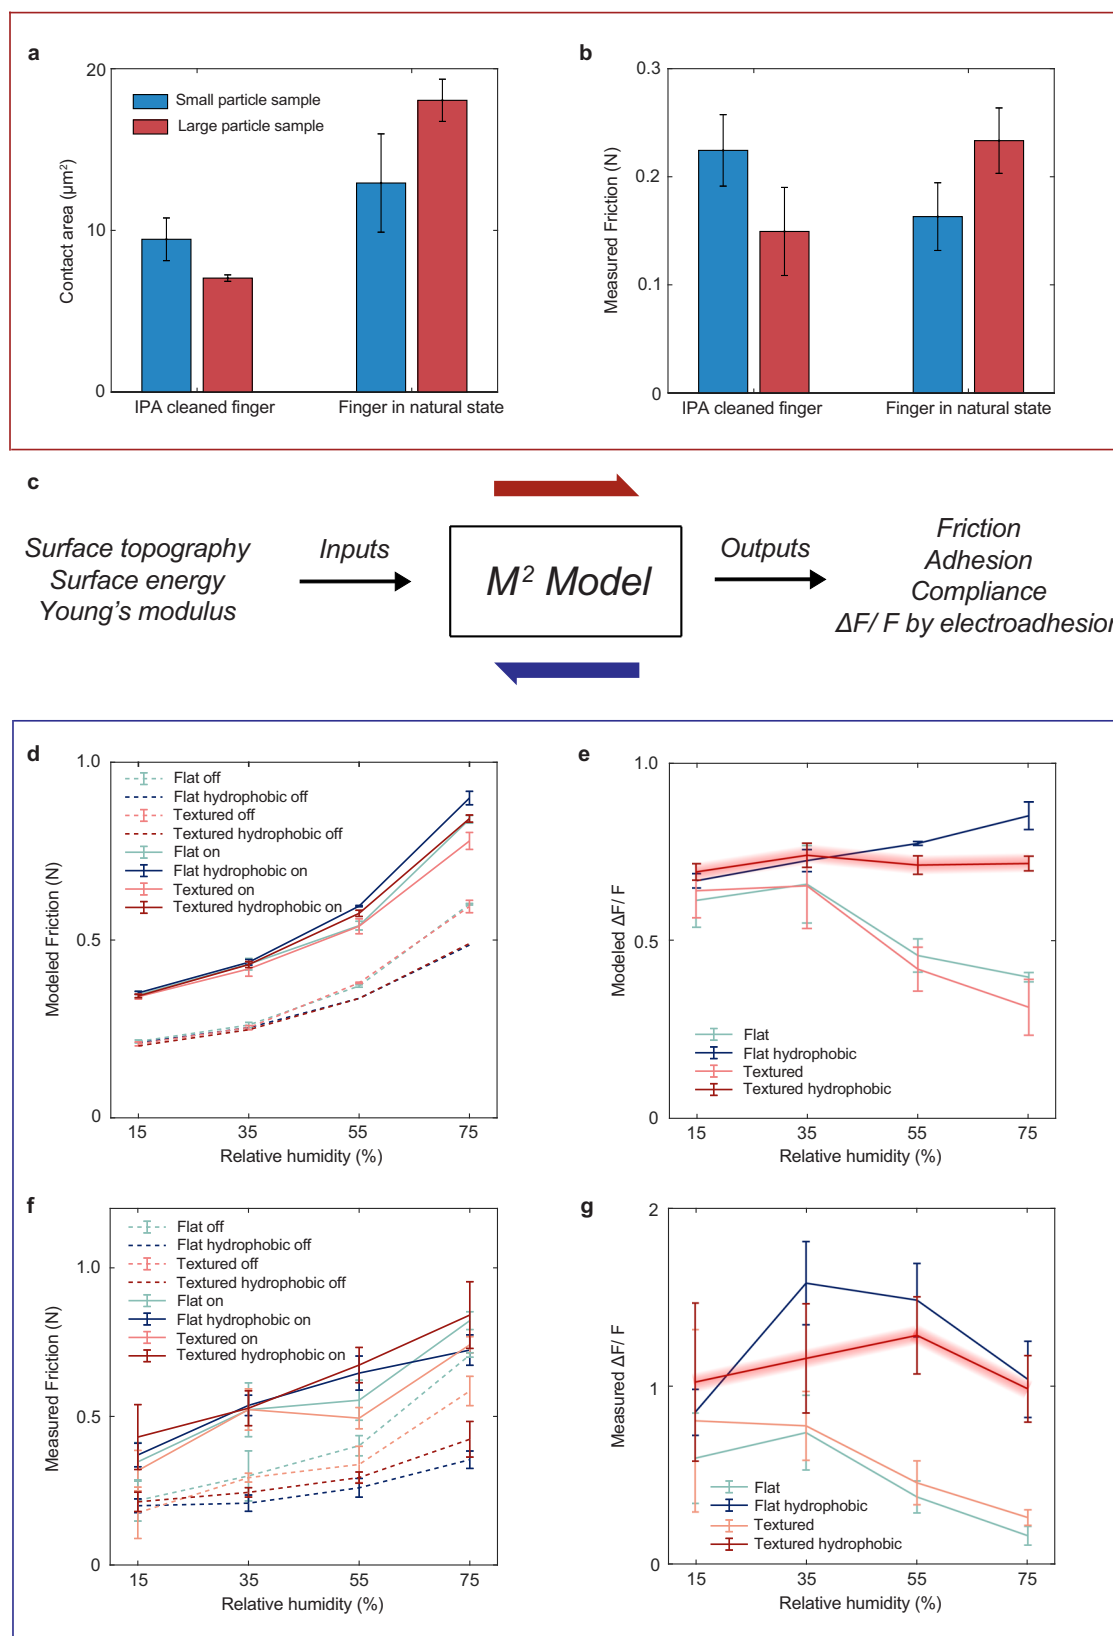 a
20
10
0
Contact area (µm²)
Small particle sample
Large particle sample
IPA cleaned finger
Finger in natural state
b
0.3
0.2
0.1
0
Measured Friction (N)
IPA cleaned finger
Finger in natural state
c
Surface topography
Surface energy
Young's modulus
Inputs
M² Model
Outputs
Friction
Adhesion
Compliance
ΔF/ F by electroadhesion
d
1.0
0.5
0
Modeled Friction (N)
Flat off
Flat hydrophobic off
Textured off
Textured hydrophobic off
Flat on
Flat hydrophobic on
Textured on
Textured hydrophobic on
15 35 55 75
Relative humidity (%)
e
1.0
0.5
0
Modeled ΔF/ F
Flat
Flat hydrophobic
Textured
Textured hydrophobic
15 35 55 75
Relative humidity (%)
f
1.0
0.5
0
Measured Friction (N)
Flat off
Flat hydrophobic off
Textured off
Textured hydrophobic off
Flat on
Flat hydrophobic on
Textured on
Textured hydrophobic on
15 35 55 75
Relative humidity (%)
g
2
1
0
Measured ΔF/ F
Flat
Flat hydrophobic
Textured
Textured hydrophobic
15 35 55 75
Relative humidity (%)